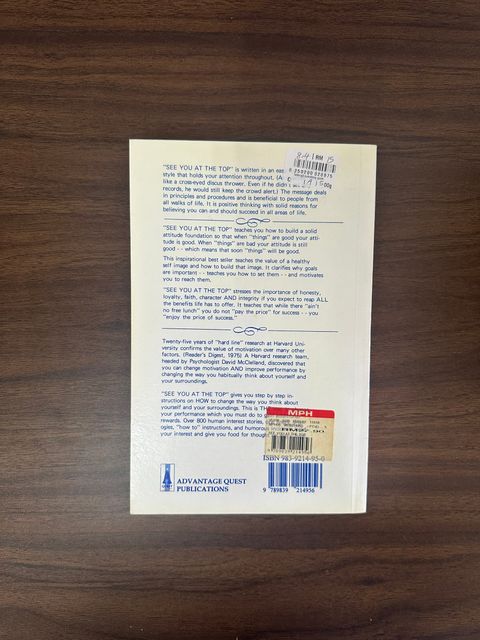 "SEE YOU AT THE TOP" is written in an eas
style that holds your attention throughout. (A
like a cross-eyed discus thrower. Even if he didn't
records, he would still keep the crowd alert.) The message deals
in principles and procedures and is beneficial to people from
all walks of life. It is positive thinking with solid reasons for
believing you can and should succeed in all areas of life.
"SEE YOU AT THE TOP" teaches you how to build a solid
attitude foundation so that when "things" are good your atti-
tude is good. When "things" are bad your attitude is still
good - - which means that soon "things" will be good.
This inspirational best seller teaches the value of a healthy
self image and how to build that image. It clarifies why goals
are important - - teaches you how to set them - - and motivates
you to reach them.
"SEE YOU AT THE TOP" stresses the importance of honesty,
loyalty, faith, character AND integrity if you expect to reap ALL
the benefits life has to offer. It teaches that while there "ain't
no free lunch" you do not "pay the price" for success - - you
"enjoy the price of success."
Twenty-five years of "hard line" research at Harvard Uni-
versity confirms the value of motivation over many other
factors. (Reader's Digest, 1975) A Harvard research team,
headed by Psychologist David McClelland, discovered that
you can change motivation AND improve performance by
changing the way you habitually think about yourself and
your surroundings.
"SEE YOU AT THE TOP" gives you step by step in-
structions on HOW to change the way you think about
yourself and your surroundings. This is TH
your performance which you must do to g
rewards. Over 800 human interest stories,
ogies, "how to" instructions, and humorous
your interest and give you food for though
MPH
ISBN 983-9214-95-0
9 789839 214956
ADVANTAGE QUEST
PUBLICATIONS